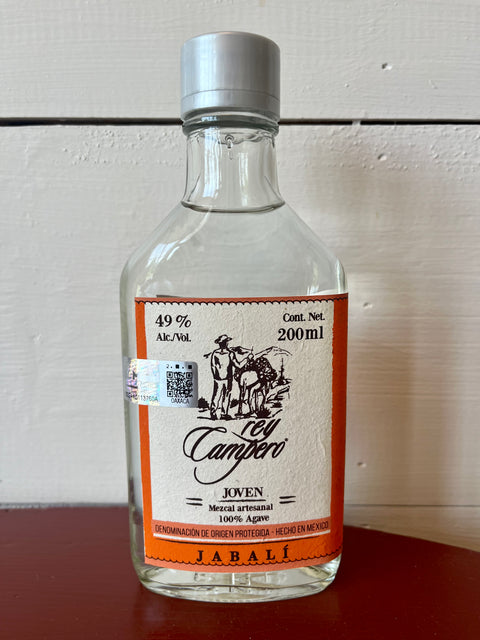 49 %
Alc./Vol.
Cont. Net.
200ml
OAXACA
rey
Campero
JOVEN
Mezcal artesanal
100% Agave
DENOMINACIÓN DE ORIGEN PROTEGIDA - HECHO EN MÉXICO
JABALÍ